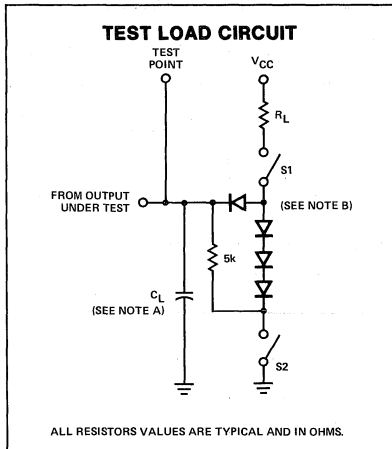 TEST LOAD CIRCUIT
TEST
POINT
VCC
RL
S1
FROM OUTPUT
UNDER TEST
(SEE NOTE B)
5k
CL
(SEE NOTE A)
S2
ALL RESISTORS VALUES ARE TYPICAL AND IN OHMS.